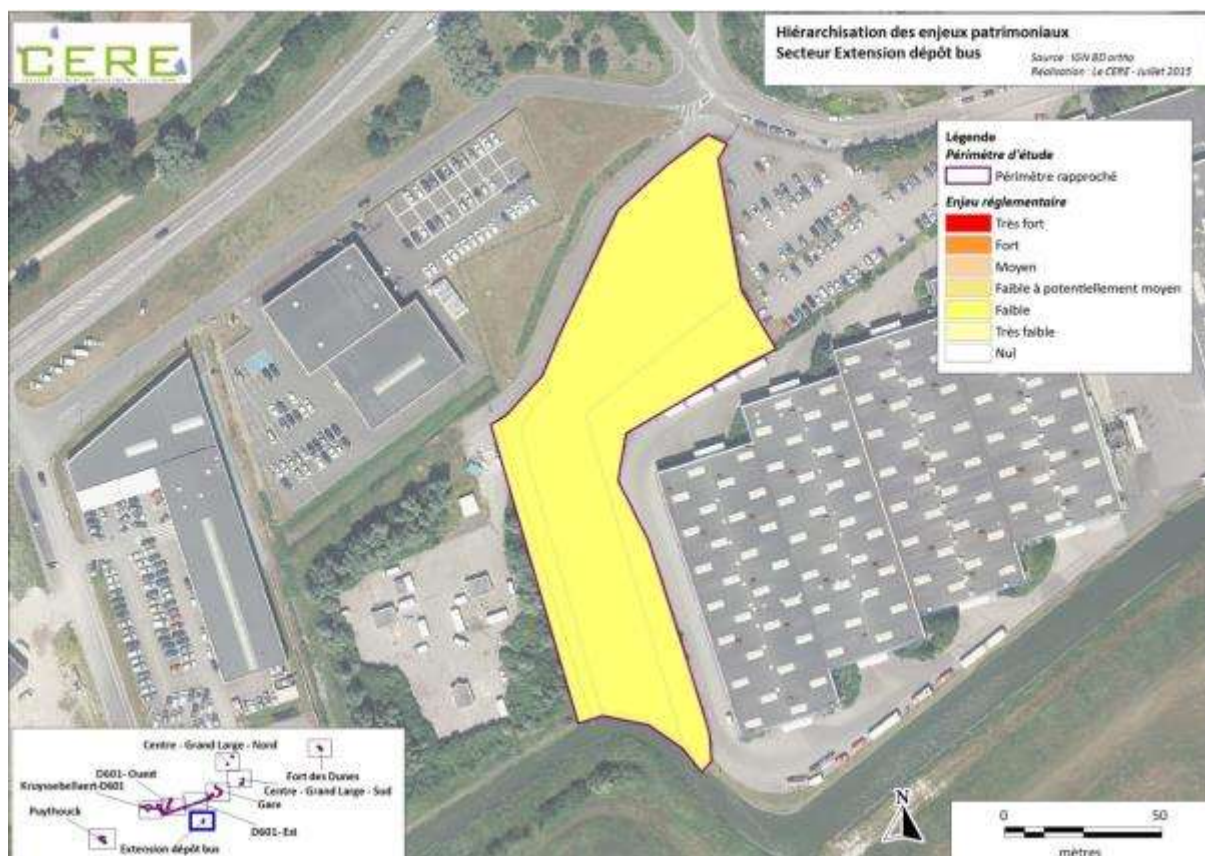 CERE
Hiérarchisation des enjeux patrimoniaux
Secteur Extension dépôt bus
Source : IGN BD ortho
Réalisation : Le CERE - Juillet 2015
Légende
Périmètre d'étude
Périmètre rapproché
Enjeu réglementaire
Très fort
Fort
Moyen
Faible à potentiellement moyen
Faible
Très faible
Nul
Centre - Grand Large - Nord
Fort des Dunes
D601- Ouest
Kruysebellaert-D601
Centre - Grand Large - Sud
Gare
Puythouck
D601-Est
Extension dépôt bus
N
0 50
mètres